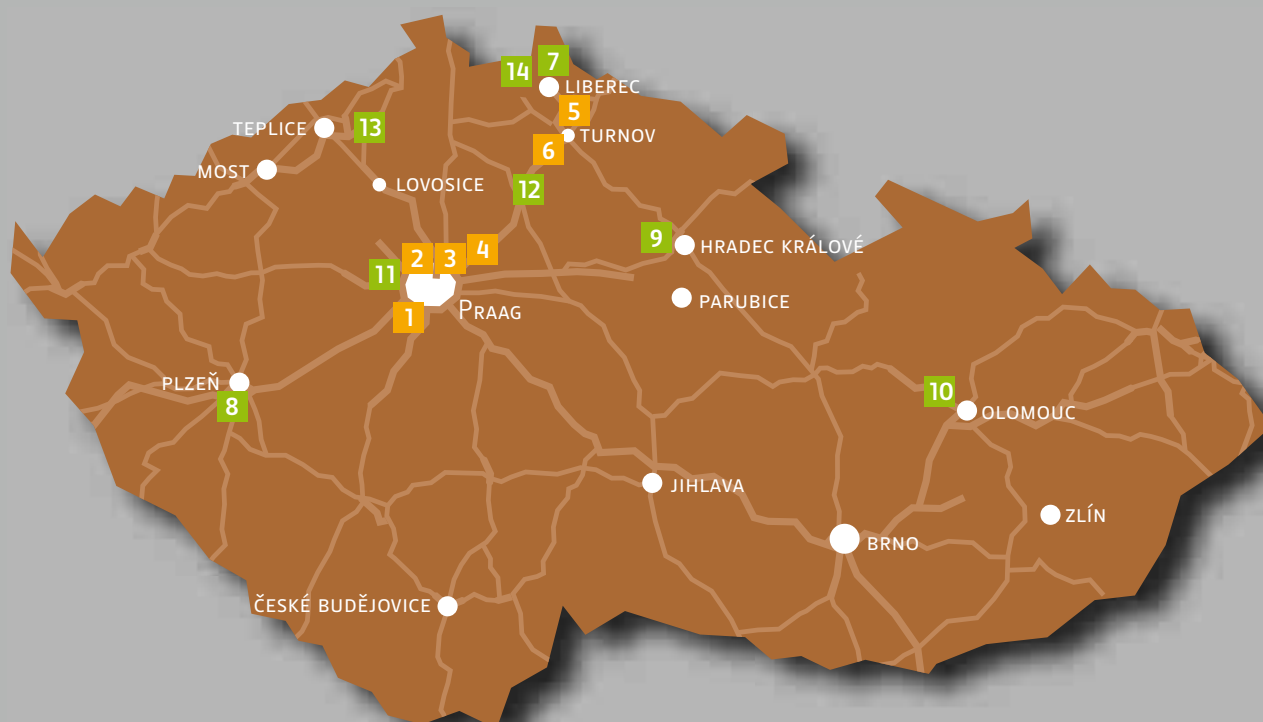 7
14
LIBEREC
5
TEPLICE
13
TURNOV
6
MOST
LOVOSICE
12
9
HRADEC KRÁLOVÉ
2
3
4
11
PARUBICE
PRAAG
1
PLZEŇ
8
10
OLOMOUC
JIHLAVA
ZLÍN
BRNO
ČESKÉ BUDĚJOVICE